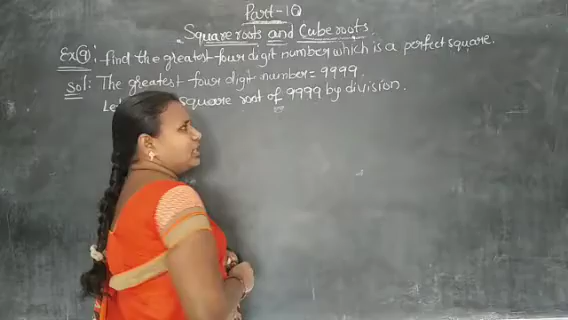 Part-10
Square roots and Cube roots.
Ex(9): find the greatest four digit number which is a perfect square.
Sol: The greatest four digit number = 9999.
Let square root of 9999 by division.